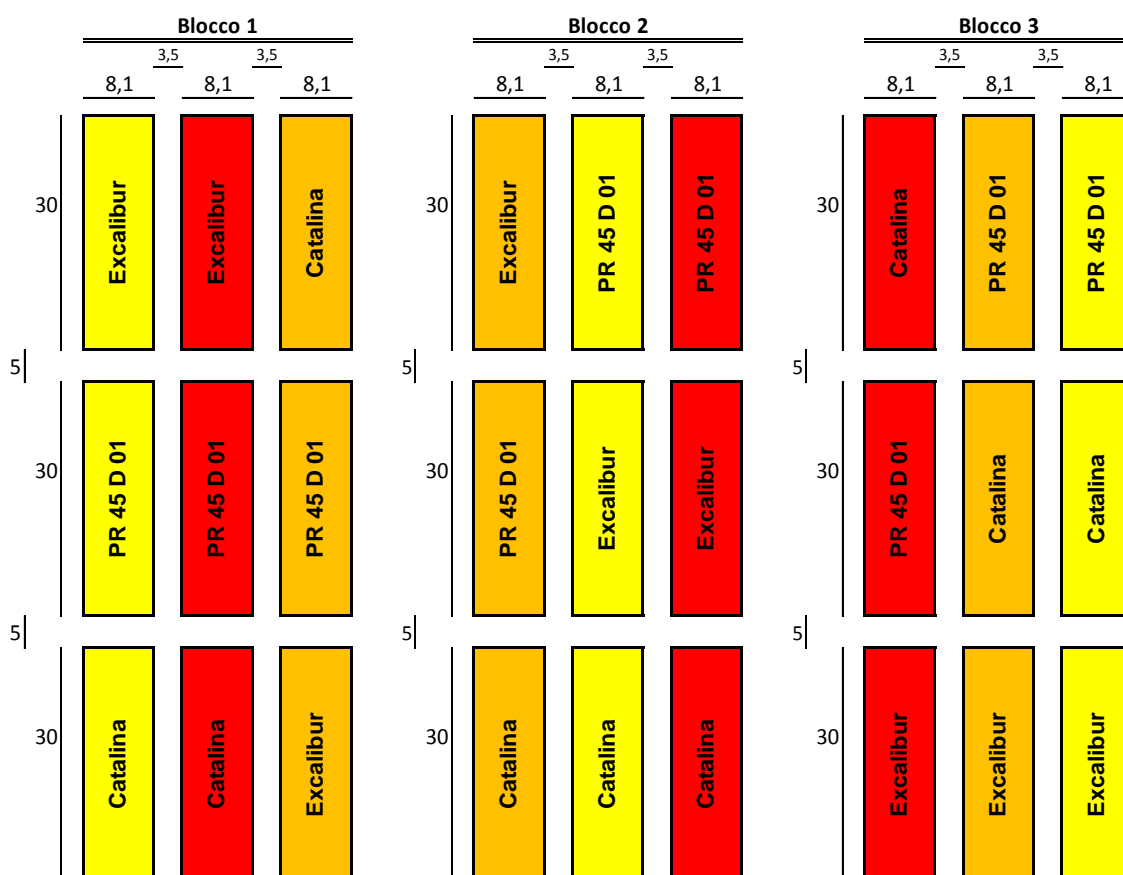 Blocco 1 Blocco 2 Blocco 3
3,5 3,5 3,5 3,5 3,5 3,5
8,1 8,1 8,1 8,1 8,1 8,1 8,1 8,1 8,1
30 Excalibur Excalibur Catalina 30 Excalibur PR 45 D 01 PR 45 D 01 30 Catalina PR 45 D 01 PR 45 D 01
5 5 5
30 PR 45 D 01 PR 45 D 01 PR 45 D 01 30 PR 45 D 01 Excalibur Excalibur 30 PR 45 D 01 Catalina Catalina
5 5 5
30 Catalina Catalina Excalibur 30 Catalina Catalina Catalina 30 Excalibur Excalibur Excalibur